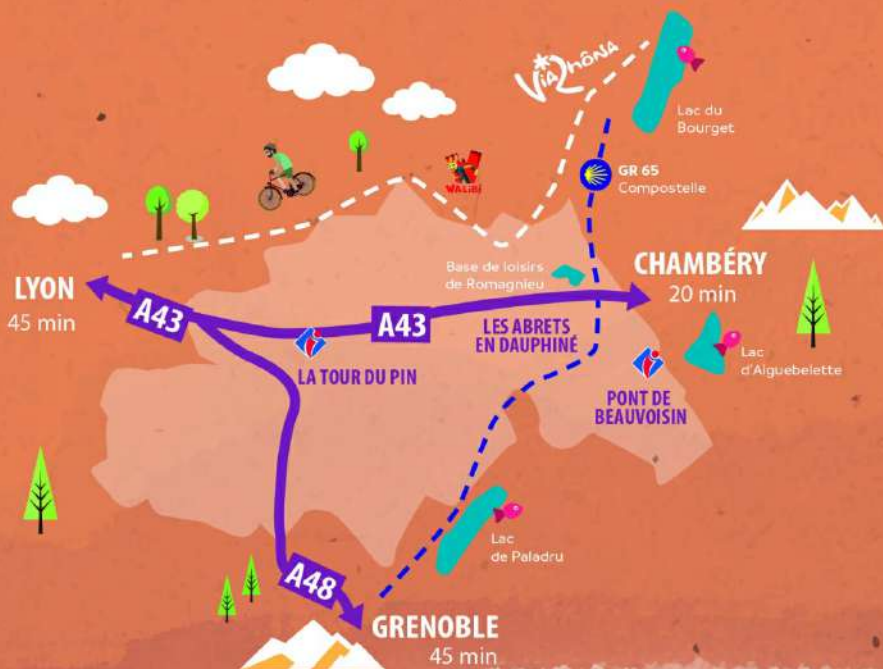 ViaRhôna
Lac du
Bourget
GR 65
Compostelle
WALIBI
Base de loisirs
de Romagnieu
CHAMBÉRY
20 min
LYON
45 min
A43
A43
LES ABRETS
EN DAUPHINÉ
LA TOUR DU PIN
Lac
d'Aiguebelette
PONT DE
BEAUVOISIN
Lac
de Paladru
A48
GRENOBLE
45 min